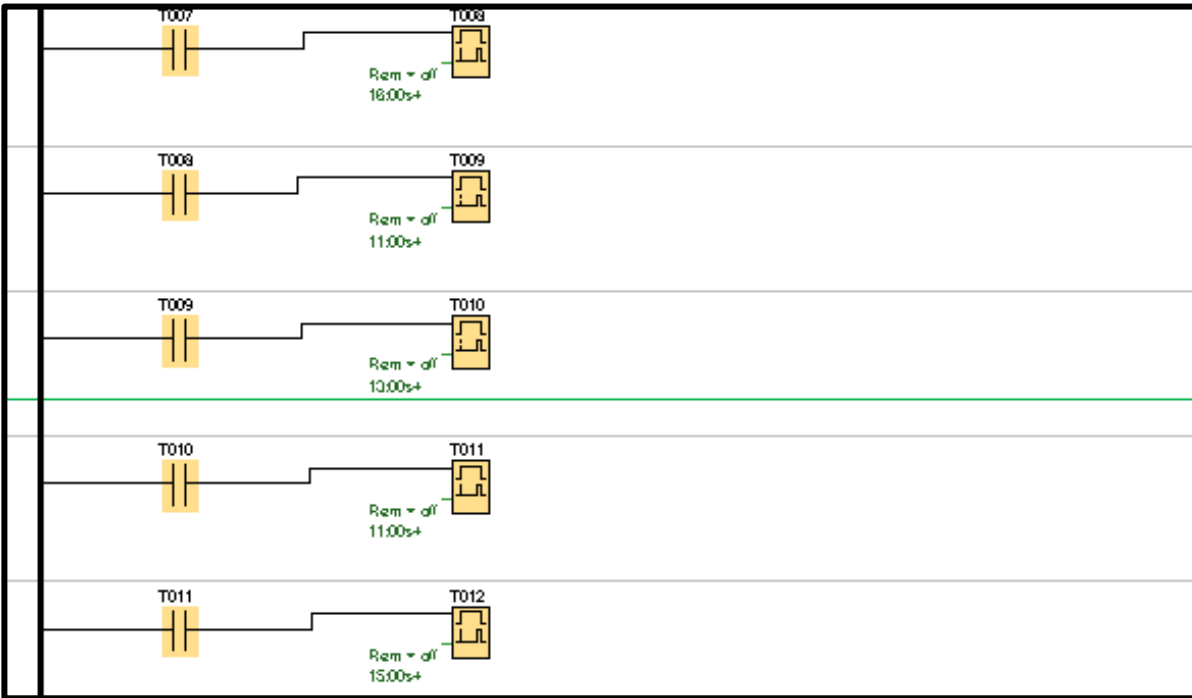 T007 T008
Rem = off
16:00s+
T008 T009
Rem = off
11:00s+
T009 T010
Rem = off
13:00s+
T010 T011
Rem = off
11:00s+
T011 T012
Rem = off
15:00s+